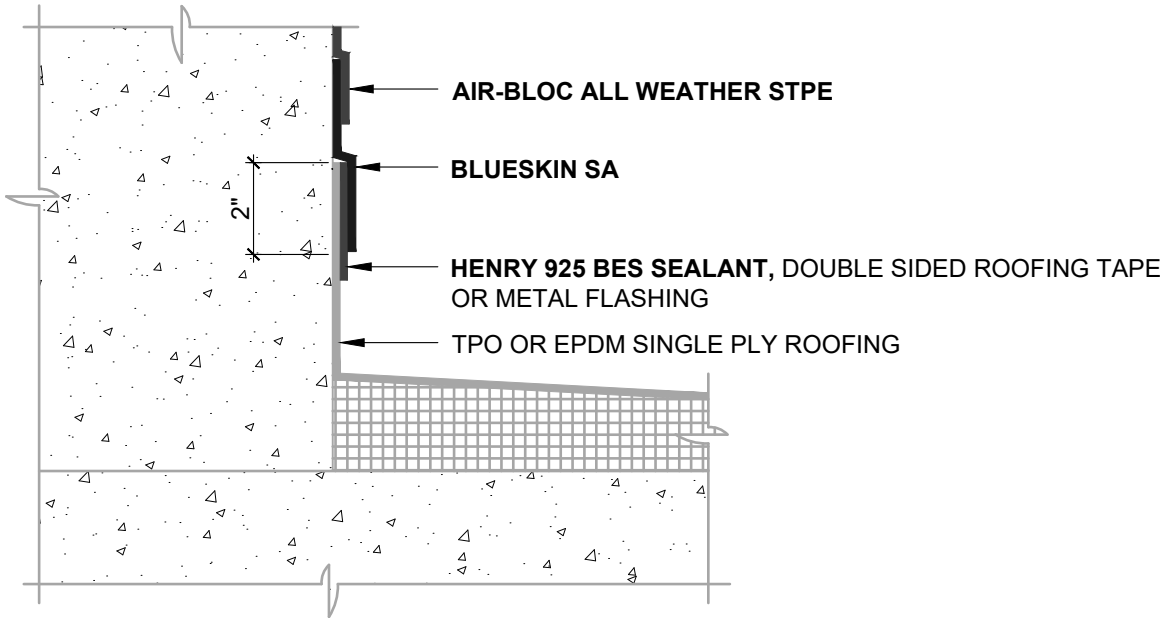 AIR-BLOC ALL WEATHER STPE
BLUESKIN SA
2"
HENRY 925 BES SEALANT, DOUBLE SIDED ROOFING TAPE
OR METAL FLASHING
TPO OR EPDM SINGLE PLY ROOFING